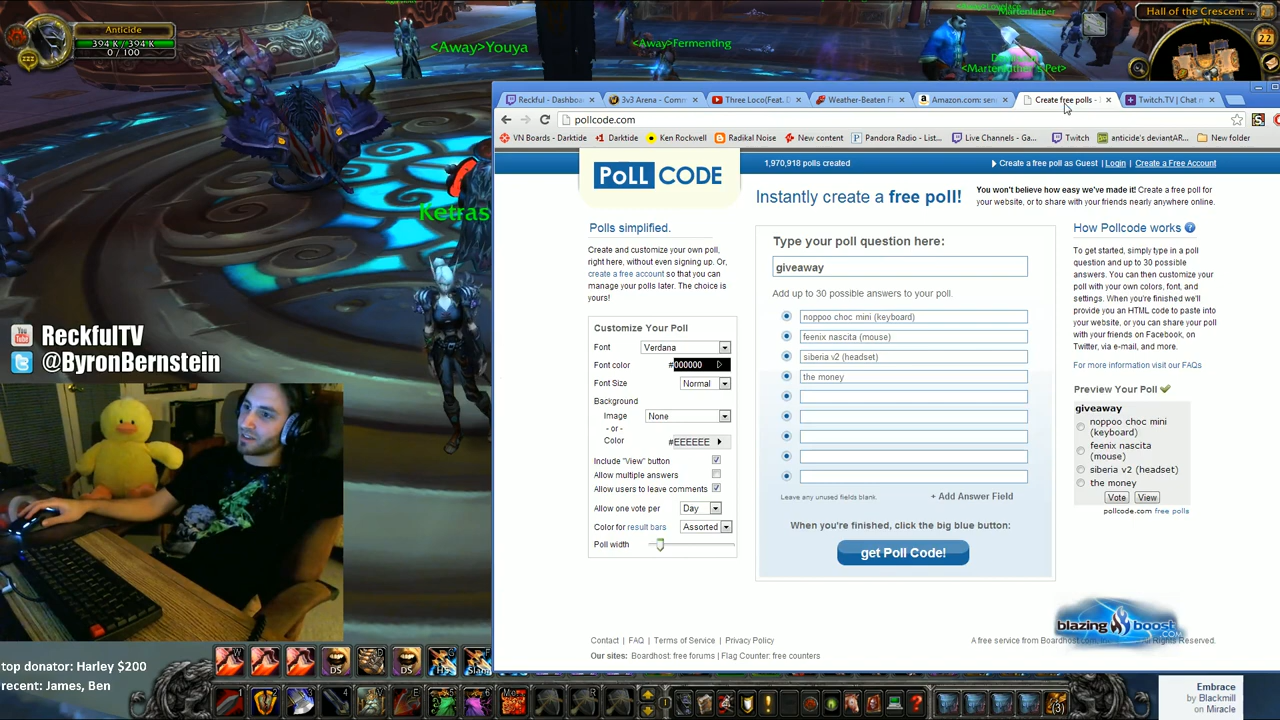 Anticide
394 K / 394 K
0 / 100
<Away>Youya
<Away>Fermenting
Martenluther
<Martenluther's Pet>
Hall of the Crescent ...
N
22
Ketras
Reckful - Dashboa
3v3 Arena - Comm
Three Loco(Feat. D
Weather-Beaten Fi
Amazon.com: sen
Create free polls -
Twitch.TV | Chat m
pollcode.com
VN Boards - Darktide
Darktide
Ken Rockwell
Radikal Noise
New content
Pandora Radio - List...
Live Channels - Ga...
Twitch
anticide's deviantAR...
New folder
POLL CODE
1,970,918 polls created
Create a free poll as Guest | Login | Create a Free Account
Instantly create a free poll!
You won't believe how easy we've made it! Create a free poll for
your website, or to share with your friends nearly anywhere online.
Polls simplified.
Create and customize your own poll,
right here, without even signing up. Or,
create a free account so that you can
manage your polls later. The choice is
yours!
Customize Your Poll
Font Verdana
Font color #000000
Font Size Normal
Background
Image None
- or -
Color #EEEEEE
Include "View" button
Allow multiple answers
Allow users to leave comments
Allow one vote per Day
Color for result bars Assorted
Poll width
Type your poll question here:
giveaway
Add up to 30 possible answers to your poll.
noppoo choc mini (keyboard)
feenix nascita (mouse)
siberia v2 (headset)
the money
Leave any unused fields blank.
+ Add Answer Field
When you're finished, click the big blue button:
get Poll Code!
How Pollcode works ?
To get started, simply type in a poll
question and up to 30 possible
answers. You can then customize your
poll with your own colors, font, and
settings. When you're finished we'll
provide you an HTML code to paste into
your website, or you can share your
poll with your friends on Facebook, on
Twitter, via e-mail, and more.
For more information visit our FAQs
Preview Your Poll
giveaway
noppoo choc mini
(keyboard)
feenix nascita
(mouse)
siberia v2 (headset)
the money
Vote View
pollcode.com free polls
Contact | FAQ | Terms of Service | Privacy Policy
Our sites: Boardhost: free forums | Flag Counter: free counters
A free service from Boardhost.com,
Rights Reserved.
blazing boost
.COM
You Tube ReckfulTV
@ByronBernstein
top donator: Harley $200
recent: James, Ben
Embrace
by Blackmill
on Miracle